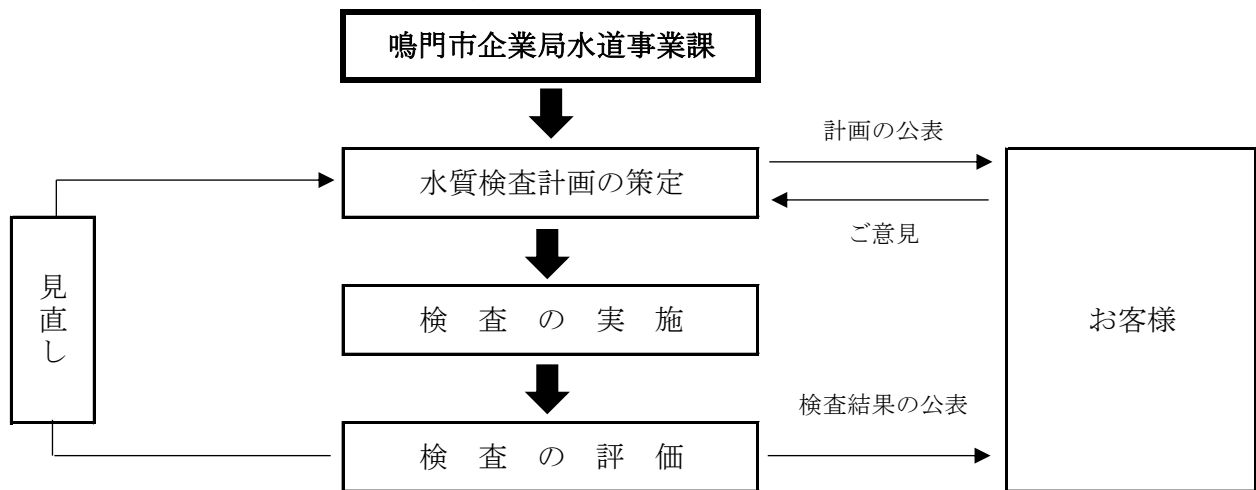 鳴門市企業局水道事業課
計画の公表
水質検査計画の策定
ご意見
見直し
検査の実施
お客様
検査結果の公表
検査の評価